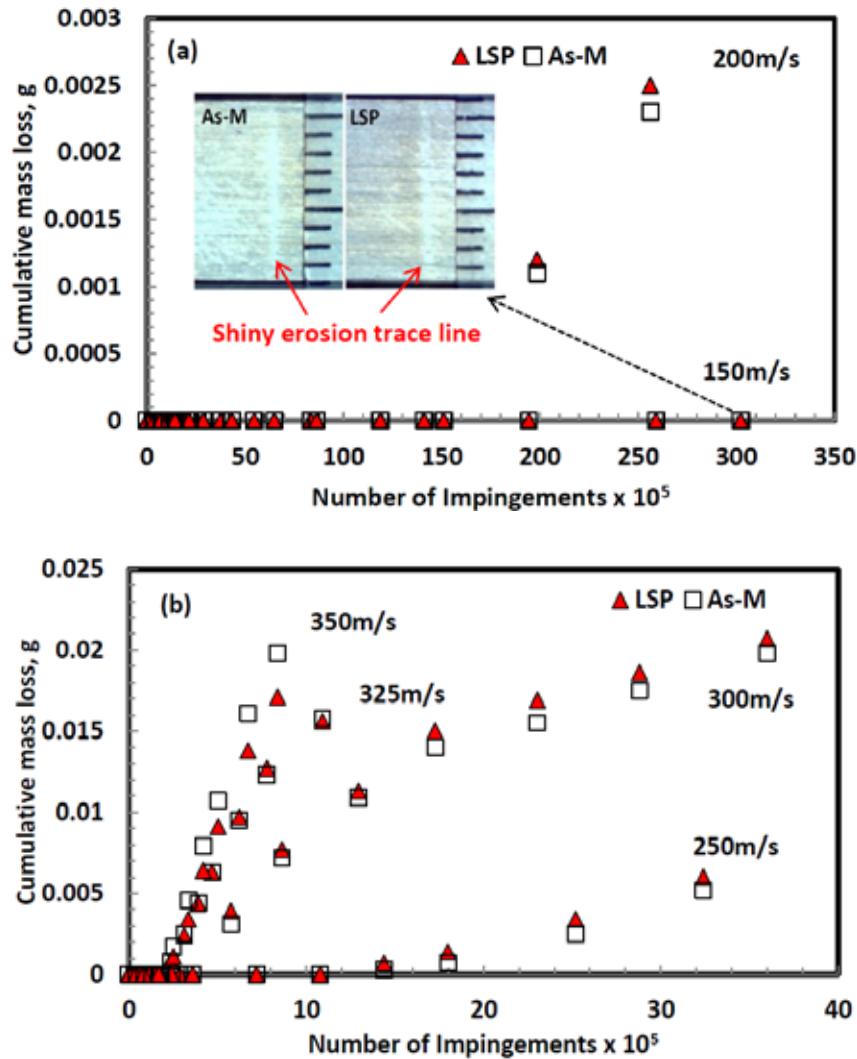 0.003
(a) LSP As-M 200m/s
0.0025
As-M LSP
0.002
0.0015
0.001
Shiny erosion trace line
0.0005
150m/s
0
0 50 100 150 200 250 300 350
Cumulative mass loss, g
Number of Impingements x 10⁵
0.025
(b) LSP As-M
350m/s
0.02
325m/s
300m/s
0.015
0.01
250m/s
0.005
0
0 10 20 30 40
Cumulative mass loss, g
Number of Impingements x 10⁵